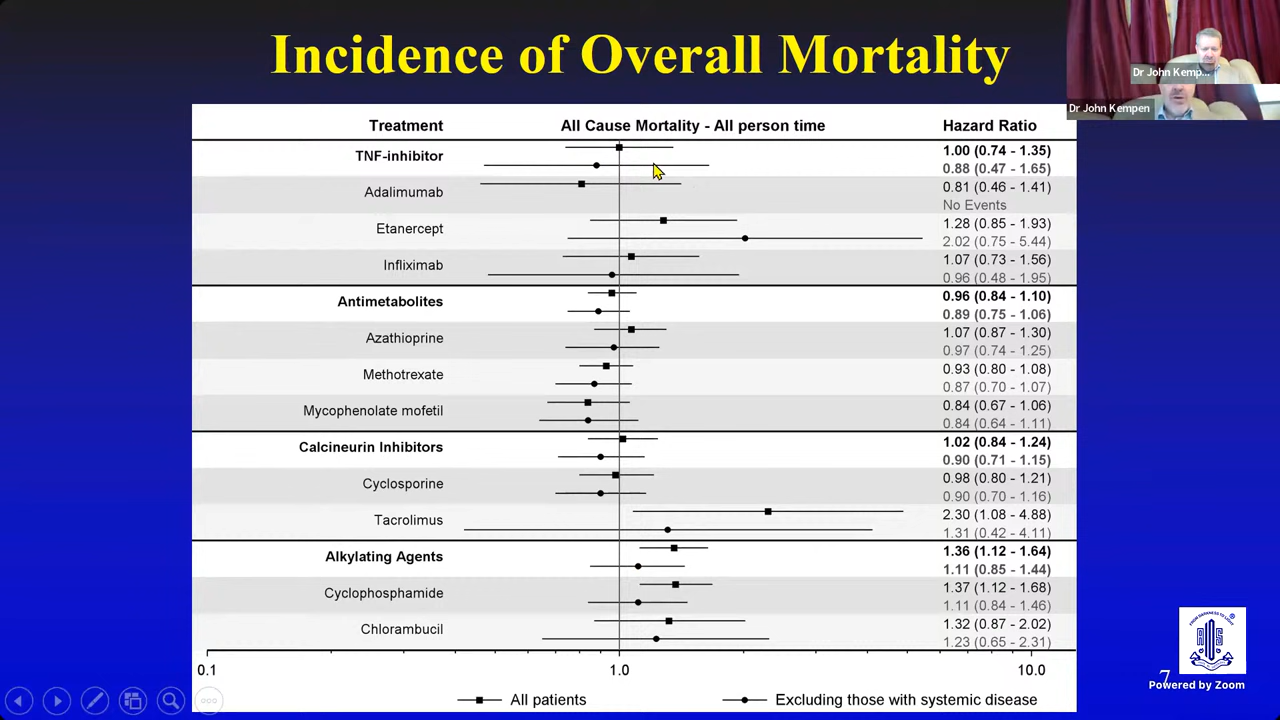 Incidence of Overall Mortality
Dr John Kemp...
Dr John Kempen
Treatment All Cause Mortality - All person time Hazard Ratio
TNF-inhibitor 1.00 (0.74 - 1.35)
0.88 (0.47 - 1.65)
Adalimumab 0.81 (0.46 - 1.41)
No Events
Etanercept 1.28 (0.85 - 1.93)
2.02 (0.75 - 5.44)
Infliximab 1.07 (0.73 - 1.56)
0.96 (0.48 - 1.95)
Antimetabolites 0.96 (0.84 - 1.10)
0.89 (0.75 - 1.06)
Azathioprine 1.07 (0.87 - 1.30)
0.97 (0.74 - 1.25)
Methotrexate 0.93 (0.80 - 1.08)
0.87 (0.70 - 1.07)
Mycophenolate mofetil 0.84 (0.67 - 1.06)
0.84 (0.64 - 1.11)
Calcineurin Inhibitors 1.02 (0.84 - 1.24)
0.90 (0.71 - 1.15)
Cyclosporine 0.98 (0.80 - 1.21)
0.90 (0.70 - 1.16)
Tacrolimus 2.30 (1.08 - 4.88)
1.31 (0.42 - 4.11)
Alkylating Agents 1.36 (1.12 - 1.64)
1.11 (0.85 - 1.44)
Cyclophosphamide 1.37 (1.12 - 1.68)
1.11 (0.84 - 1.46)
Chlorambucil 1.32 (0.87 - 2.02)
1.23 (0.65 - 2.31)
0.1 1.0 10.0
All patients Excluding those with systemic disease
7
Powered by Zoom